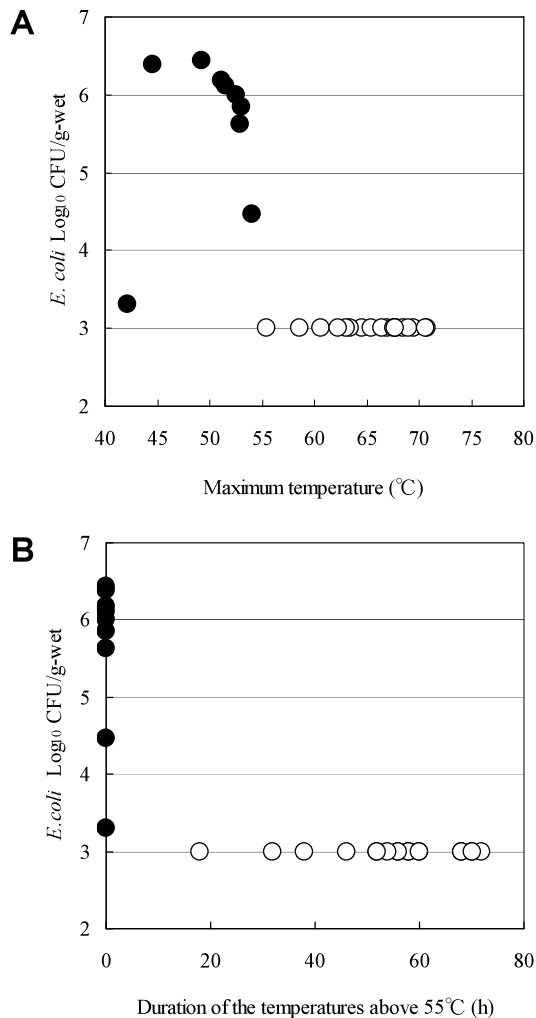 A
7
6
5
4
3
2
E. coli Log10 CFU/g-wet
40 45 50 55 60 65 70 75 80
Maximum temperature (℃)
B
7
6
5
4
3
2
E.coli Log10 CFU/g-wet
0 20 40 60 80
Duration of the temperatures above 55℃ (h)